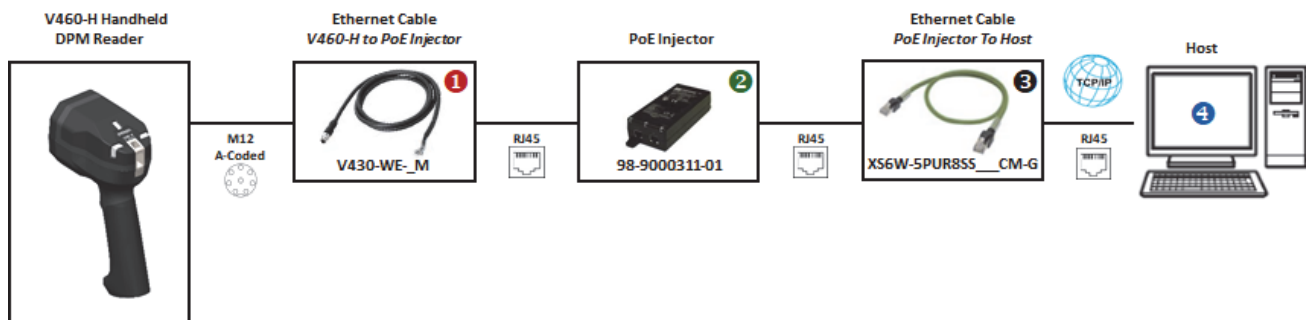 V460-H Handheld
DPM Reader
Ethernet Cable
V460-H to PoE Injector
PoE Injector
Ethernet Cable
PoE Injector To Host
Host
1
2
3
4
TCP/IP
M12
A-Coded
RJ45
RJ45
RJ45
V430-WE-_M
98-9000311-01
XS6W-5PUR8SS___CM-G